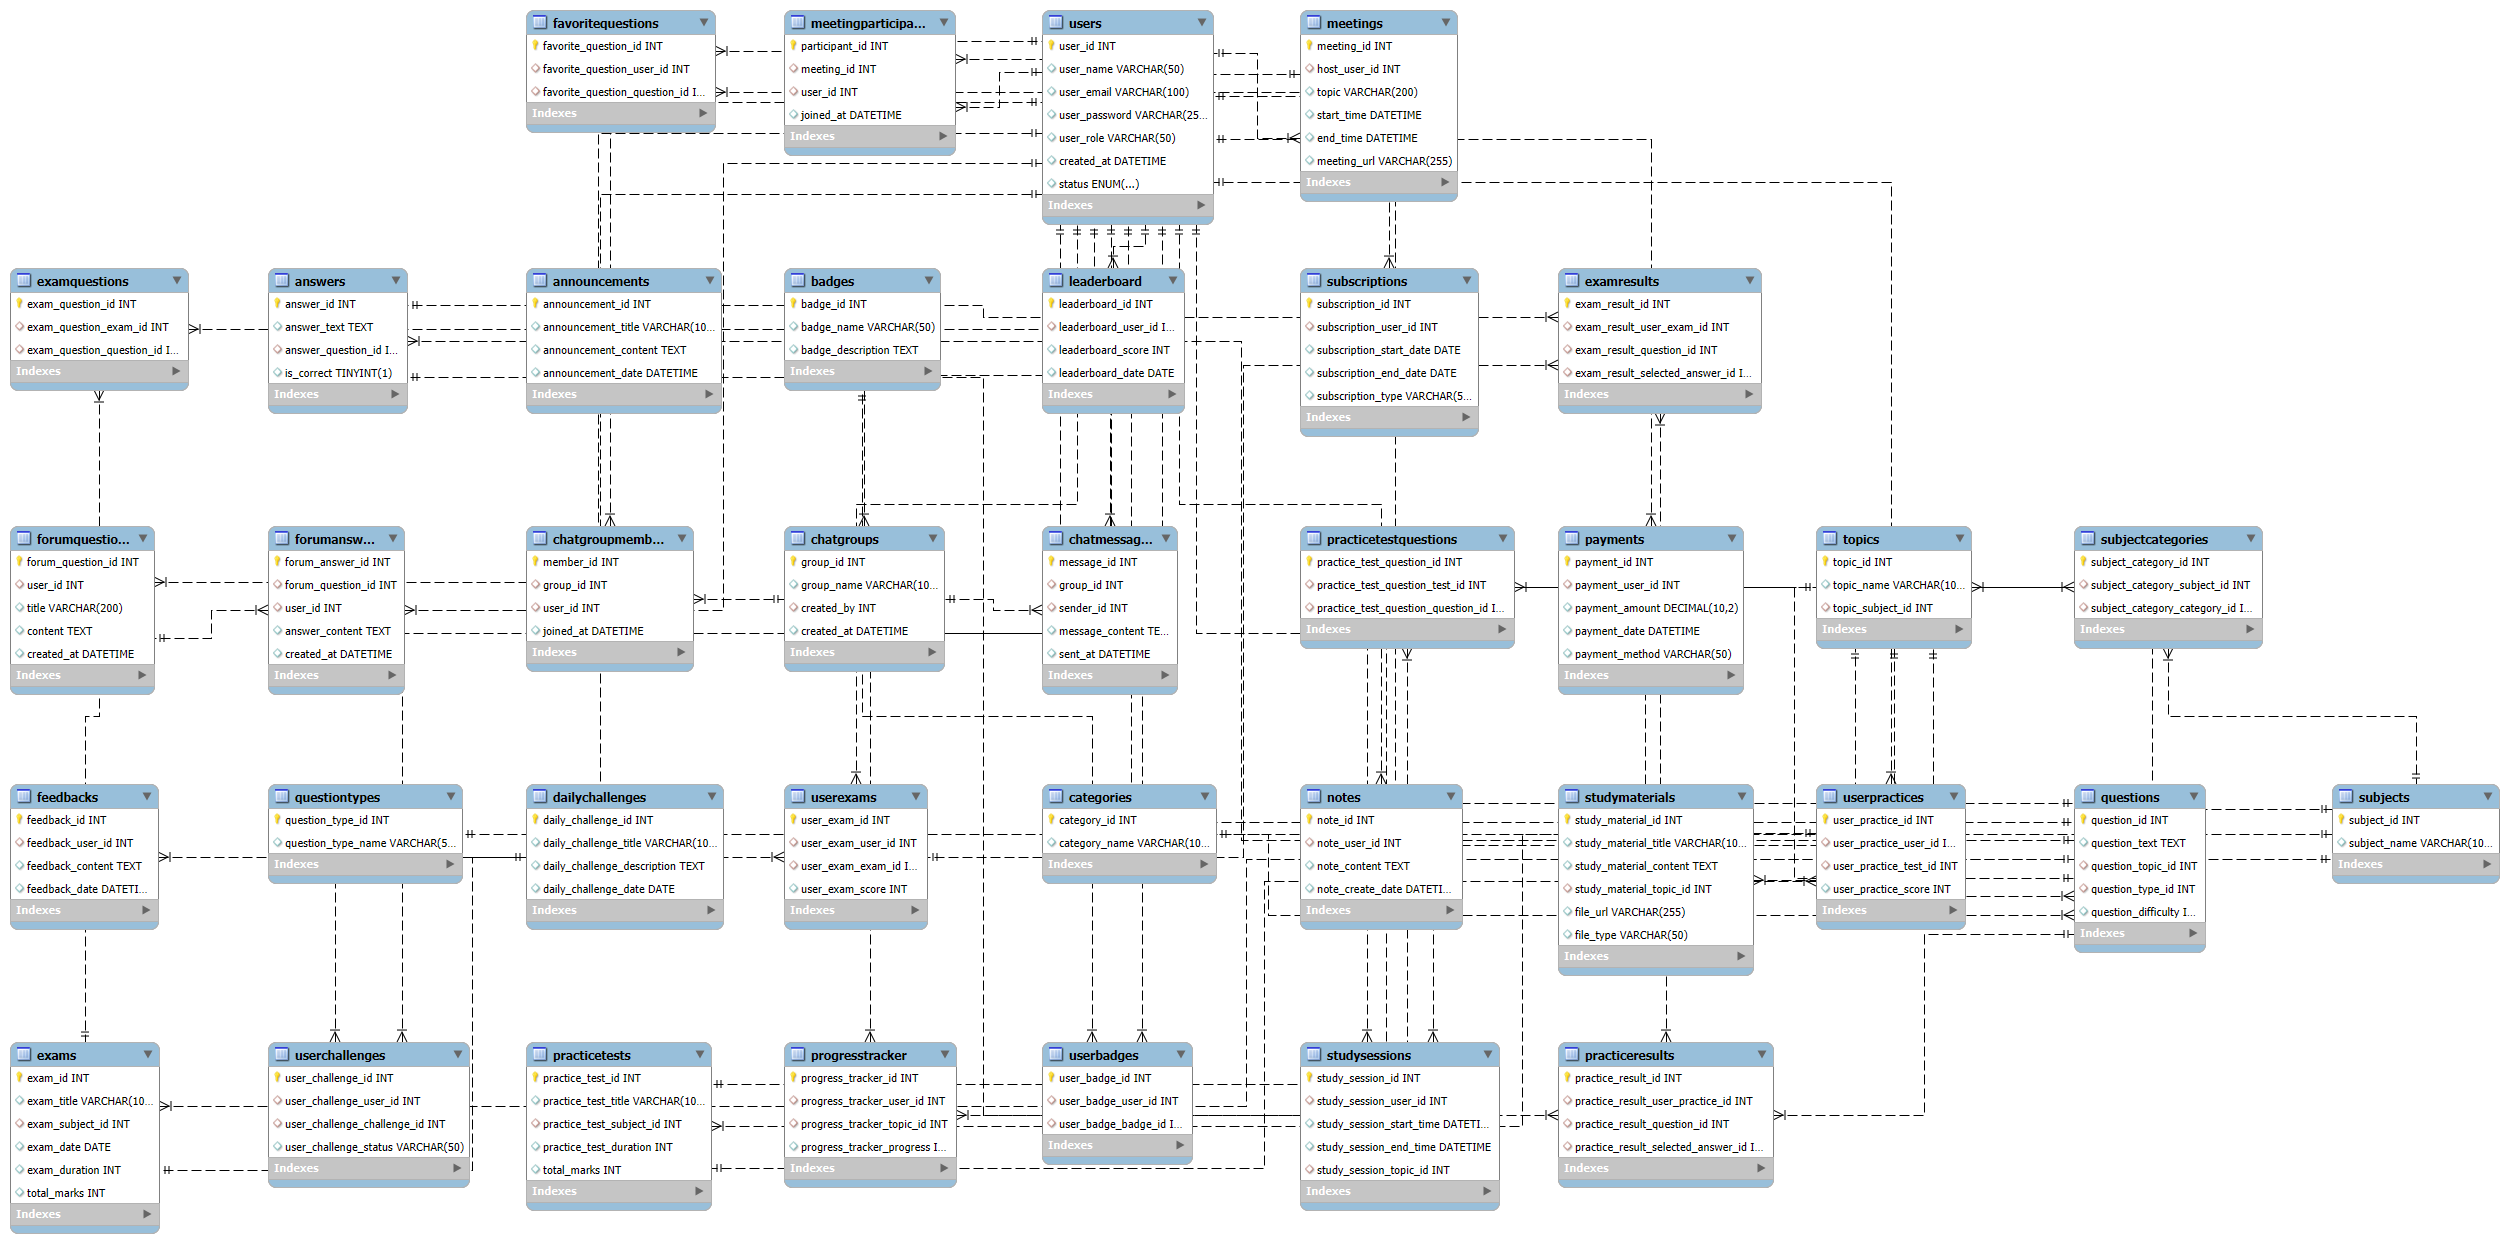 favoritequestions
favorite_question_id INT
favorite_question_user_id INT
favorite_question_question_id I...
Indexes
meetingparticipa...
participant_id INT
meeting_id INT
user_id INT
joined_at DATETIME
Indexes
users
user_id INT
user_name VARCHAR(50)
user_email VARCHAR(100)
user_password VARCHAR(25...
user_role VARCHAR(50)
created_at DATETIME
status ENUM(...)
Indexes
meetings
meeting_id INT
host_user_id INT
topic VARCHAR(200)
start_time DATETIME
end_time DATETIME
meeting_url VARCHAR(255)
Indexes
examquestions
exam_question_id INT
exam_question_exam_id INT
exam_question_question_id I...
Indexes
answers
answer_id INT
answer_text TEXT
answer_question_id I...
is_correct TINYINT(1)
Indexes
announcements
announcement_id INT
announcement_title VARCHAR(10...
announcement_content TEXT
announcement_date DATETIME
Indexes
badges
badge_id INT
badge_name VARCHAR(50)
badge_description TEXT
Indexes
leaderboard
leaderboard_id INT
leaderboard_user_id I...
leaderboard_score INT
leaderboard_date DATE
Indexes
subscriptions
subscription_id INT
subscription_user_id INT
subscription_start_date DATE
subscription_end_date DATE
subscription_type VARCHAR(5...
Indexes
examresults
exam_result_id INT
exam_result_user_exam_id INT
exam_result_question_id INT
exam_result_selected_answer_id I...
Indexes
forumquestio...
forum_question_id INT
user_id INT
title VARCHAR(200)
content TEXT
created_at DATETIME
Indexes
forumansw...
forum_answer_id INT
forum_question_id INT
user_id INT
answer_content TEXT
created_at DATETIME
Indexes
chatgroupmemb...
member_id INT
group_id INT
user_id INT
joined_at DATETIME
Indexes
chatgroups
group_id INT
group_name VARCHAR(10...
created_by INT
created_at DATETIME
Indexes
chatmessag...
message_id INT
group_id INT
sender_id INT
message_content TE...
sent_at DATETIME
Indexes
practicetestquestions
practice_test_question_id INT
practice_test_question_test_id INT
practice_test_question_question_id I...
Indexes
payments
payment_id INT
payment_user_id INT
payment_amount DECIMAL(10,2)
payment_date DATETIME
payment_method VARCHAR(50)
Indexes
topics
topic_id INT
topic_name VARCHAR(10...
topic_subject_id INT
Indexes
subjectcategories
subject_category_id INT
subject_category_subject_id INT
subject_category_category_id I...
Indexes
feedbacks
feedback_id INT
feedback_user_id INT
feedback_content TEXT
feedback_date DATETI...
Indexes
questiontypes
question_type_id INT
question_type_name VARCHAR(5...
Indexes
dailychallenges
daily_challenge_id INT
daily_challenge_title VARCHAR(10...
daily_challenge_description TEXT
daily_challenge_date DATE
Indexes
userexams
user_exam_id INT
user_exam_user_id INT
user_exam_exam_id I...
user_exam_score INT
Indexes
categories
category_id INT
category_name VARCHAR(10...
Indexes
notes
note_id INT
note_user_id INT
note_content TEXT
note_create_date DATETI...
Indexes
studymaterials
study_material_id INT
study_material_title VARCHAR(10...
study_material_content TEXT
study_material_topic_id INT
file_url VARCHAR(255)
file_type VARCHAR(50)
Indexes
userpractices
user_practice_id INT
user_practice_user_id I...
user_practice_test_id INT
user_practice_score INT
Indexes
questions
question_id INT
question_text TEXT
question_topic_id INT
question_type_id INT
question_difficulty I...
Indexes
subjects
subject_id INT
subject_name VARCHAR(10...
Indexes
exams
exam_id INT
exam_title VARCHAR(10...
exam_subject_id INT
exam_date DATE
exam_duration INT
total_marks INT
Indexes
userchallenges
user_challenge_id INT
user_challenge_user_id INT
user_challenge_challenge_id INT
user_challenge_status VARCHAR(50)
Indexes
practicetests
practice_test_id INT
practice_test_title VARCHAR(10...
practice_test_subject_id INT
practice_test_duration INT
total_marks INT
Indexes
progresstracker
progress_tracker_id INT
progress_tracker_user_id INT
progress_tracker_topic_id INT
progress_tracker_progress I...
Indexes
userbadges
user_badge_id INT
user_badge_user_id INT
user_badge_badge_id I...
Indexes
studysessions
study_session_id INT
study_session_user_id INT
study_session_start_time DATETI...
study_session_end_time DATETIME
study_session_topic_id INT
Indexes
practiceresults
practice_result_id INT
practice_result_user_practice_id INT
practice_result_question_id INT
practice_result_selected_answer_id I...
Indexes